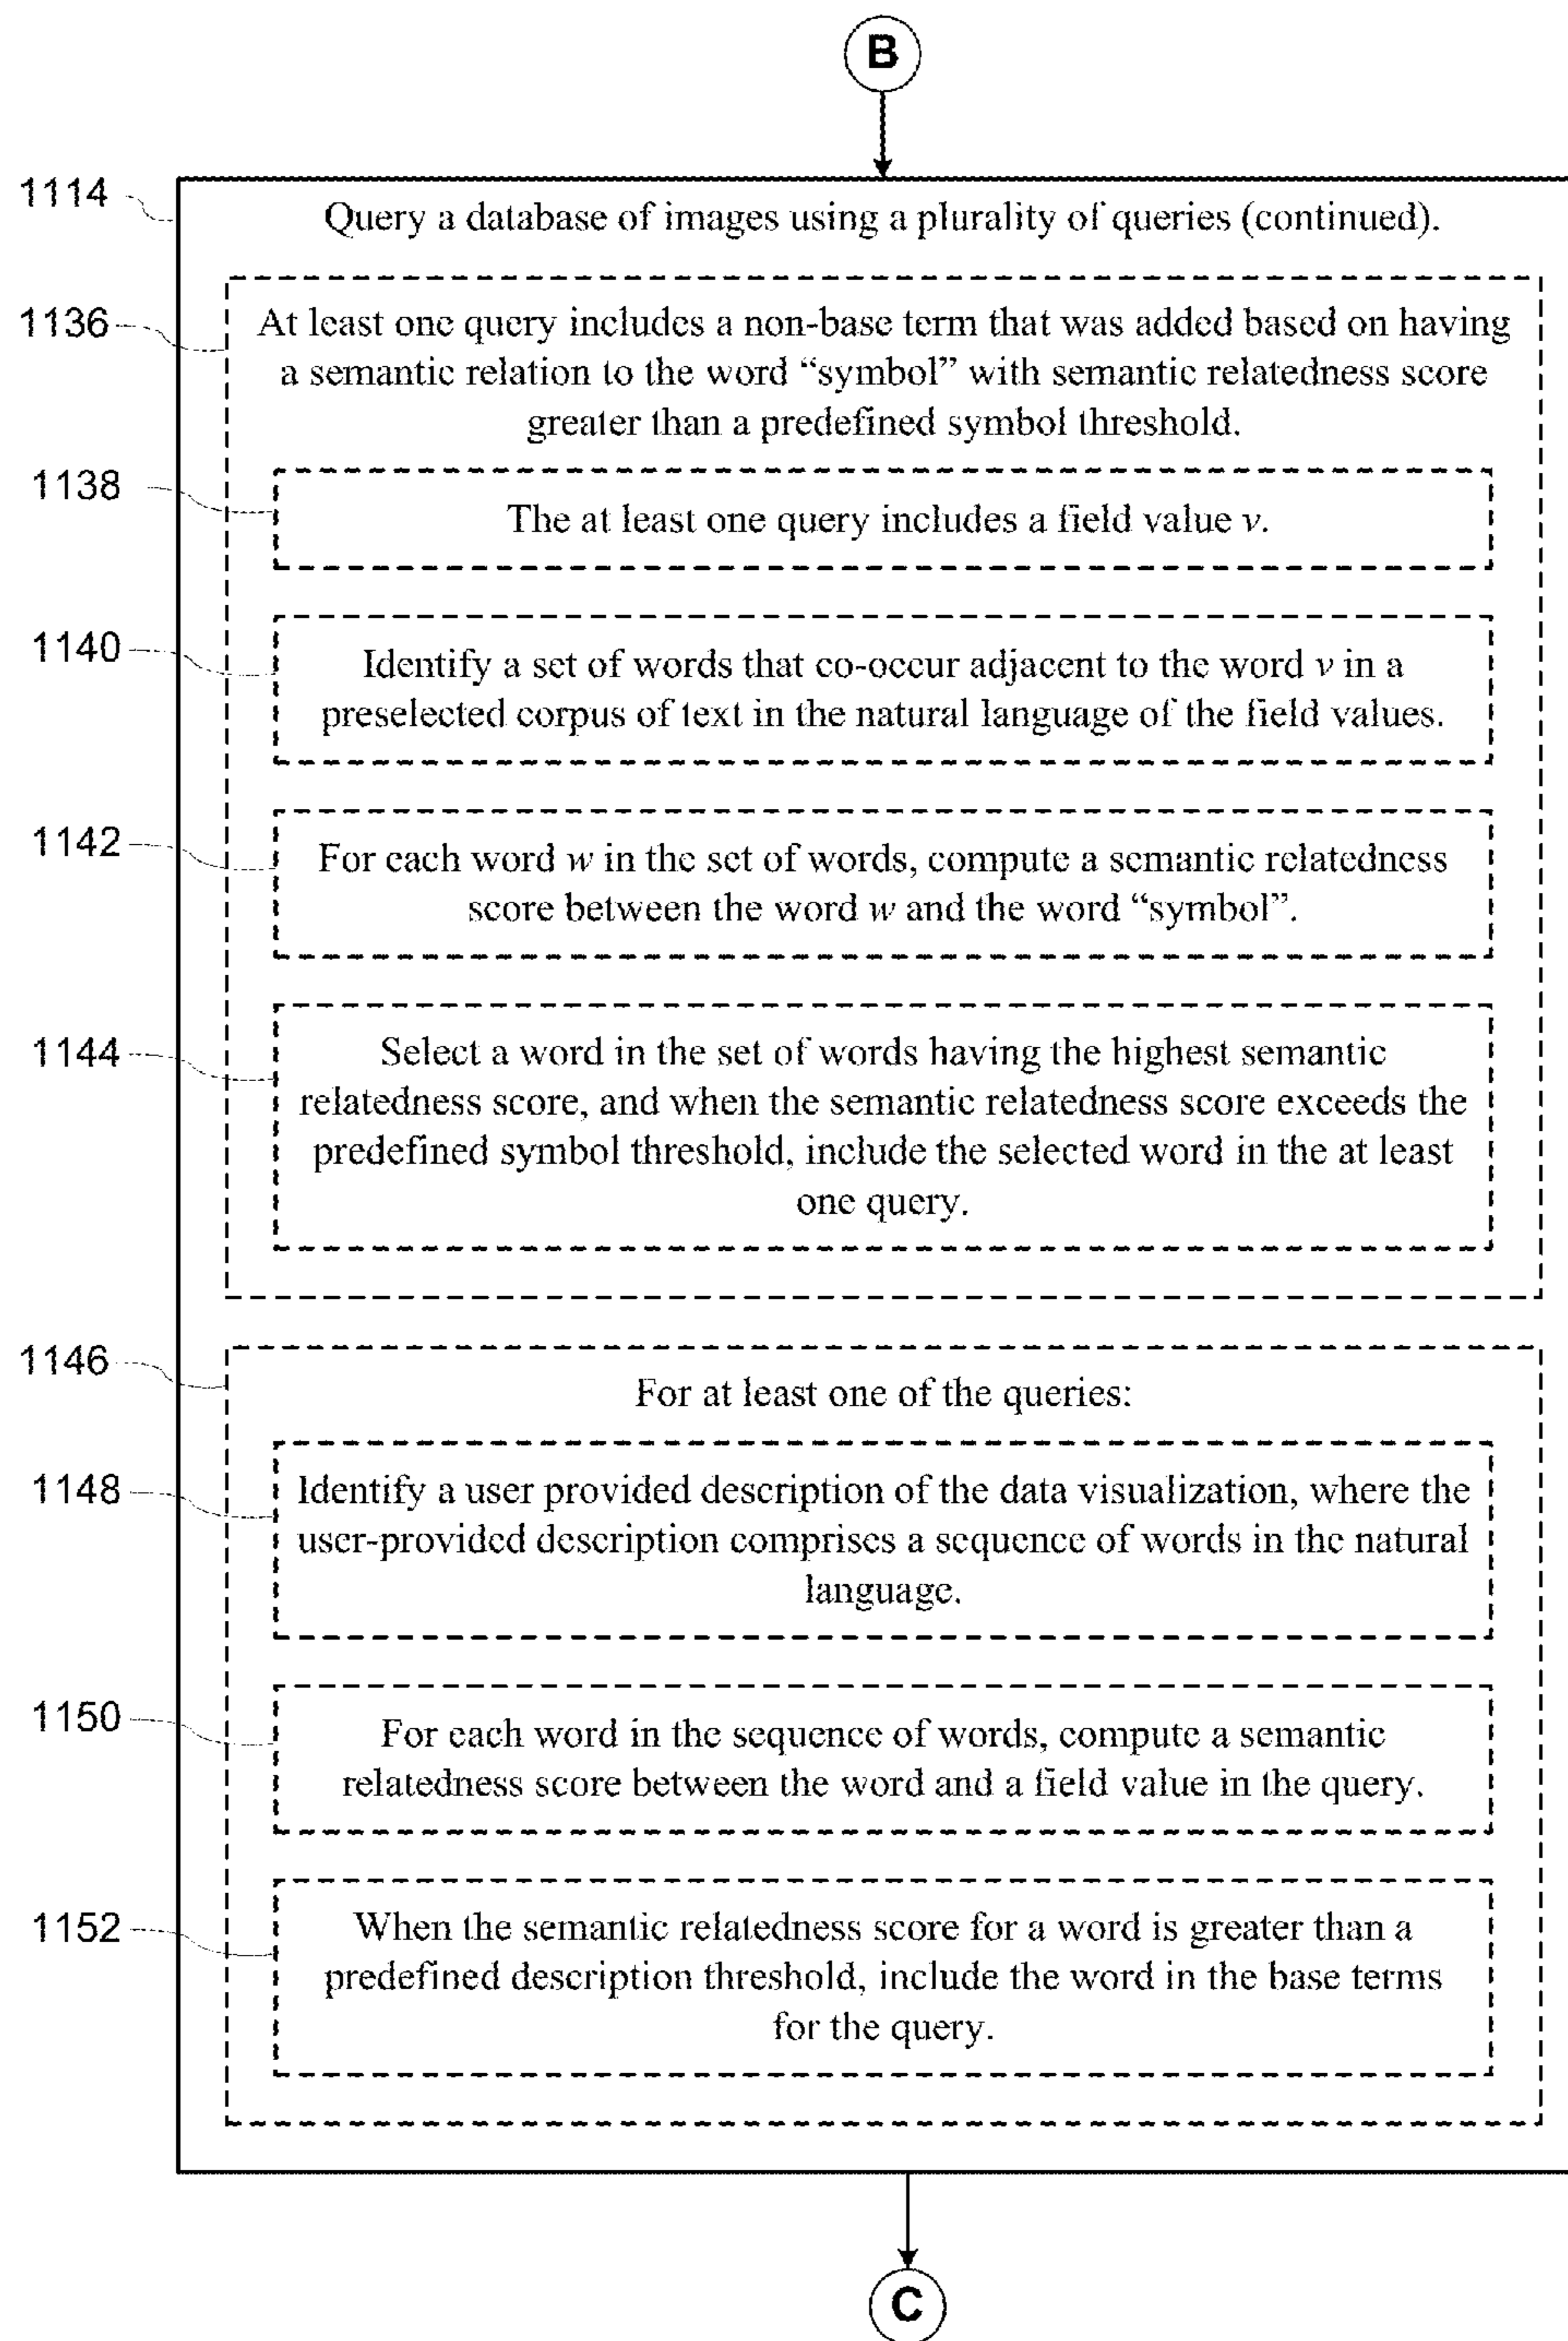 B
1114
Query a database of images using a plurality of queries (continued).
1136
At least one query includes a non-base term that was added based on having
a semantic relation to the word “symbol” with semantic relatedness score
greater than a predefined symbol threshold.
1138
The at least one query includes a field value v.
1140
Identify a set of words that co-occur adjacent to the word v in a
preselected corpus of text in the natural language of the field values.
1142
For each word w in the set of words, compute a semantic relatedness
score between the word w and the word “symbol”.
1144
Select a word in the set of words having the highest semantic
relatedness score, and when the semantic relatedness score exceeds the
predefined symbol threshold, include the selected word in the at least
one query.
1146
For at least one of the queries:
1148
Identify a user provided description of the data visualization, where the
user-provided description comprises a sequence of words in the natural
language.
1150
For each word in the sequence of words, compute a semantic
relatedness score between the word and a field value in the query.
1152
When the semantic relatedness score for a word is greater than a
predefined description threshold, include the word in the base terms
for the query.
C